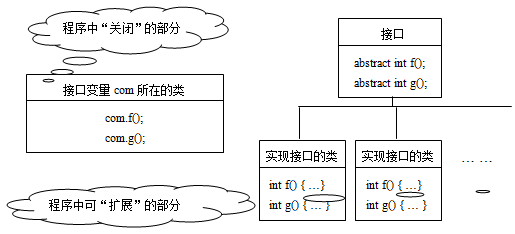 程序中“关闭”的部分
接口变量 com 所在的类
com.f();
com.g();
程序中可“扩展”的部分
接口
abstract int f();
abstract int g();
实现接口的类
int f() { …}
int g() { … }
实现接口的类
int f() { …}
int g() { … }
… …